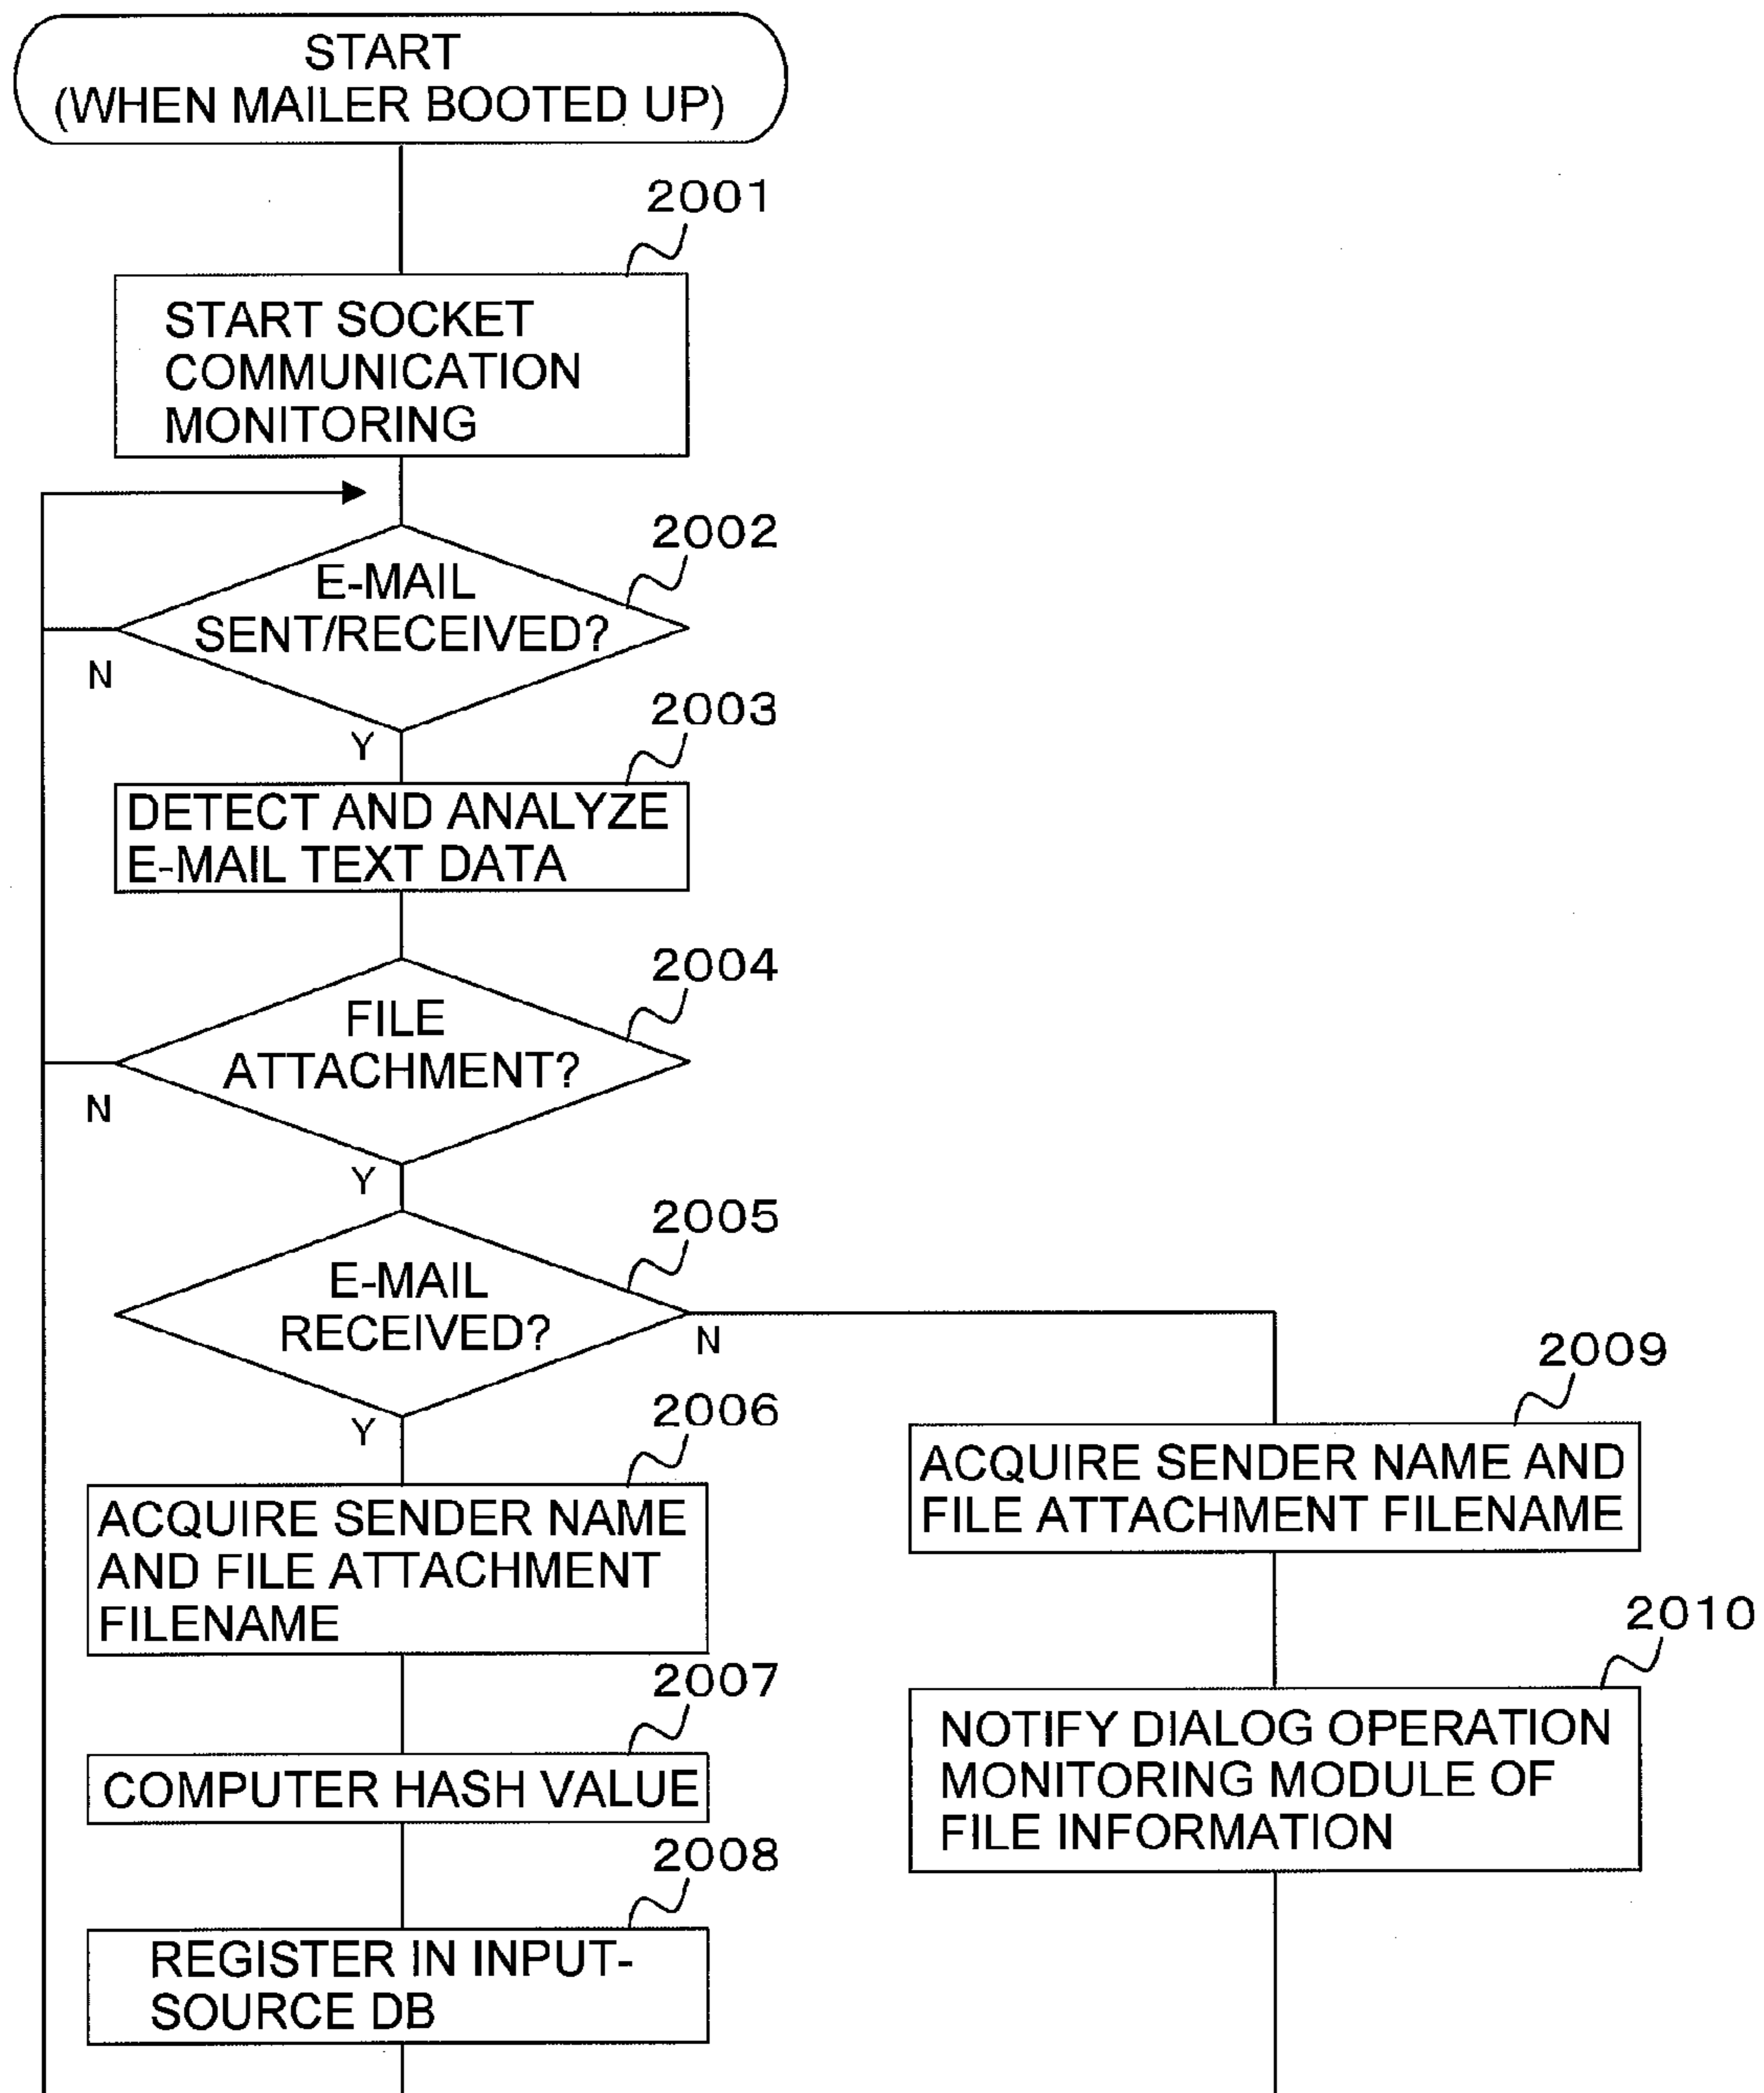 START
(WHEN MAILER BOOTED UP)
2001
START SOCKET
COMMUNICATION
MONITORING
2002
E-MAIL
SENT/RECEIVED?
N
Y
2003
DETECT AND ANALYZE
E-MAIL TEXT DATA
2004
FILE
ATTACHMENT?
N
Y
2005
E-MAIL
RECEIVED?
N
Y
2006
ACQUIRE SENDER NAME
AND FILE ATTACHMENT
FILENAME
2007
COMPUTER HASH VALUE
2008
REGISTER IN INPUT-
SOURCE DB
2009
ACQUIRE SENDER NAME AND
FILE ATTACHMENT FILENAME
2010
NOTIFY DIALOG OPERATION
MONITORING MODULE OF
FILE INFORMATION